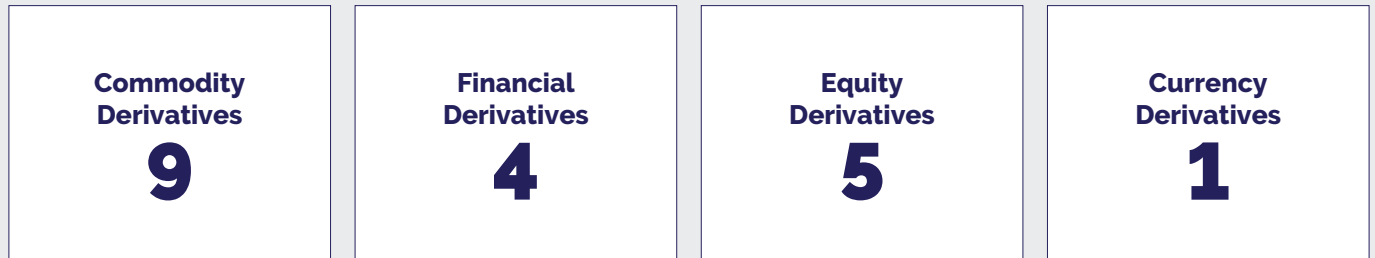 Commodity
Derivatives
9
Financial
Derivatives
4
Equity
Derivatives
5
Currency
Derivatives
1